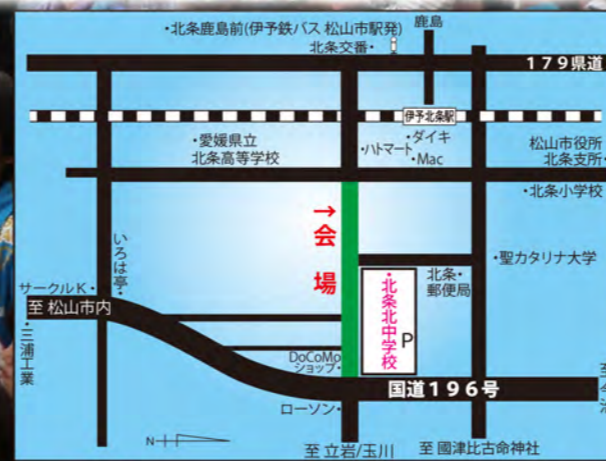 ・北条鹿島前(伊予鉄バス 松山市駅発)
鹿島
北条交番・
179県道
伊予北条駅
・愛媛県立
北条高等学校
・ハトマート
・ダイキ
・Mac
松山市役所
北条支所・
・北条小学校
→会場
いろは亭・
・聖カタリナ大学
サークルK・
至 松山市内
・三浦工業
・北条北中学校
P
北条・
郵便局
DoCoMo
ショップ・
国道196号
ローソン・
N
至 立岩/玉川
至 國津比古命神社